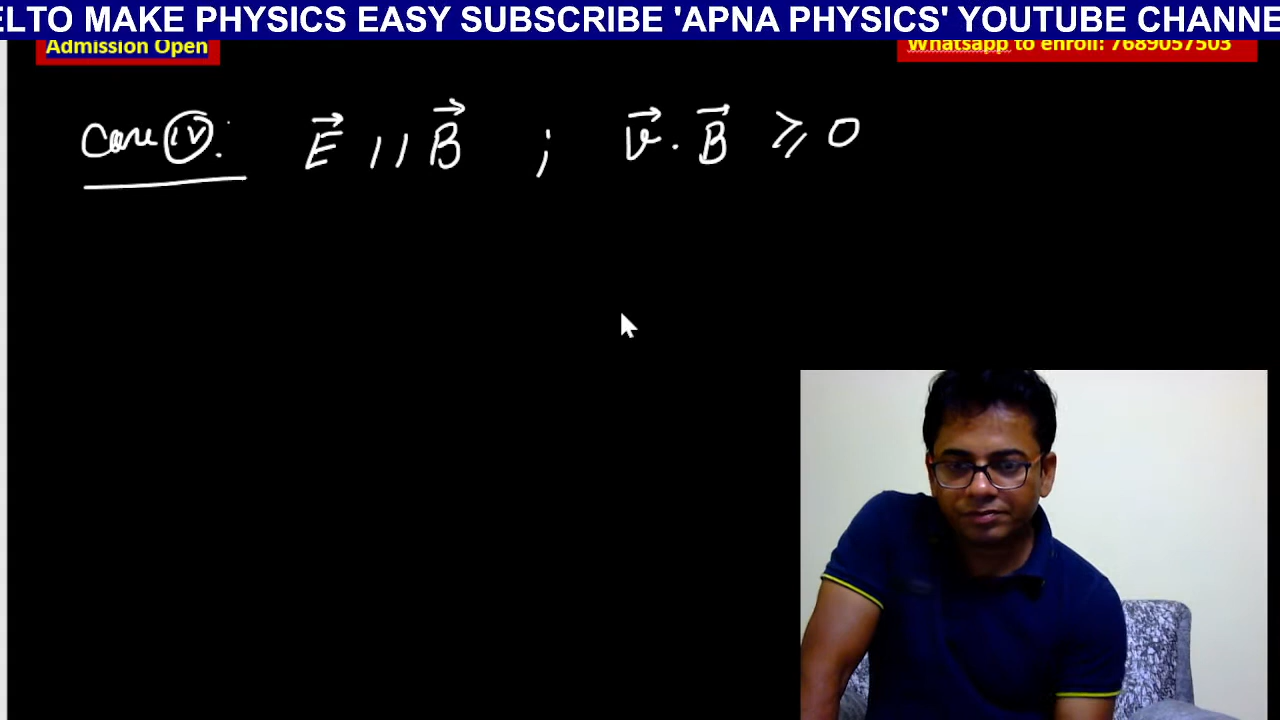 ELTO MAKE PHYSICS EASY SUBSCRIBE 'APNA PHYSICS' YOUTUBE CHANNE
Admission Open
Whatsapp to enroll: 7689057503
Case (iv): E⃗ // B⃗ ; v⃗ . B⃗ ⩾ 0